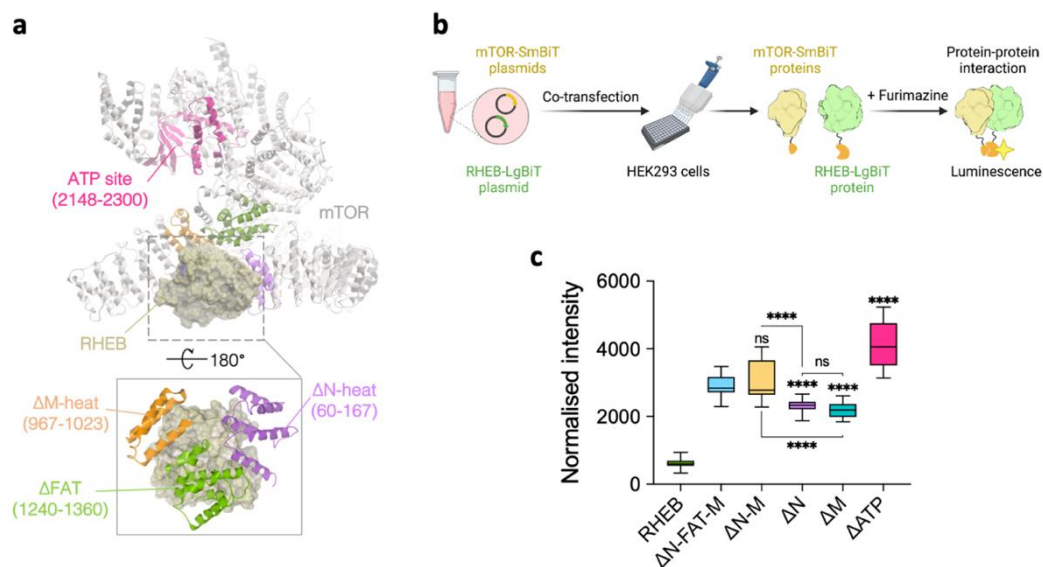 a
ATP site
(2148-2300)
mTOR
RHEB
180°
ΔM-heat
(967-1023)
ΔN-heat
(60-167)
ΔFAT
(1240-1360)
b
mTOR-SmBiT
plasmids
RHEB-LgBiT
plasmid
Co-transfection
HEK293 cells
mTOR-SmBiT
proteins
RHEB-LgBiT
protein
+ Furimazine
Protein-protein
interaction
Luminescence
c
Normalised intensity
6000
4000
2000
0
****
ns
****
ns
****
****
****
RHEB
ΔN-FAT-M
ΔN-M
ΔN
ΔM
ΔATP